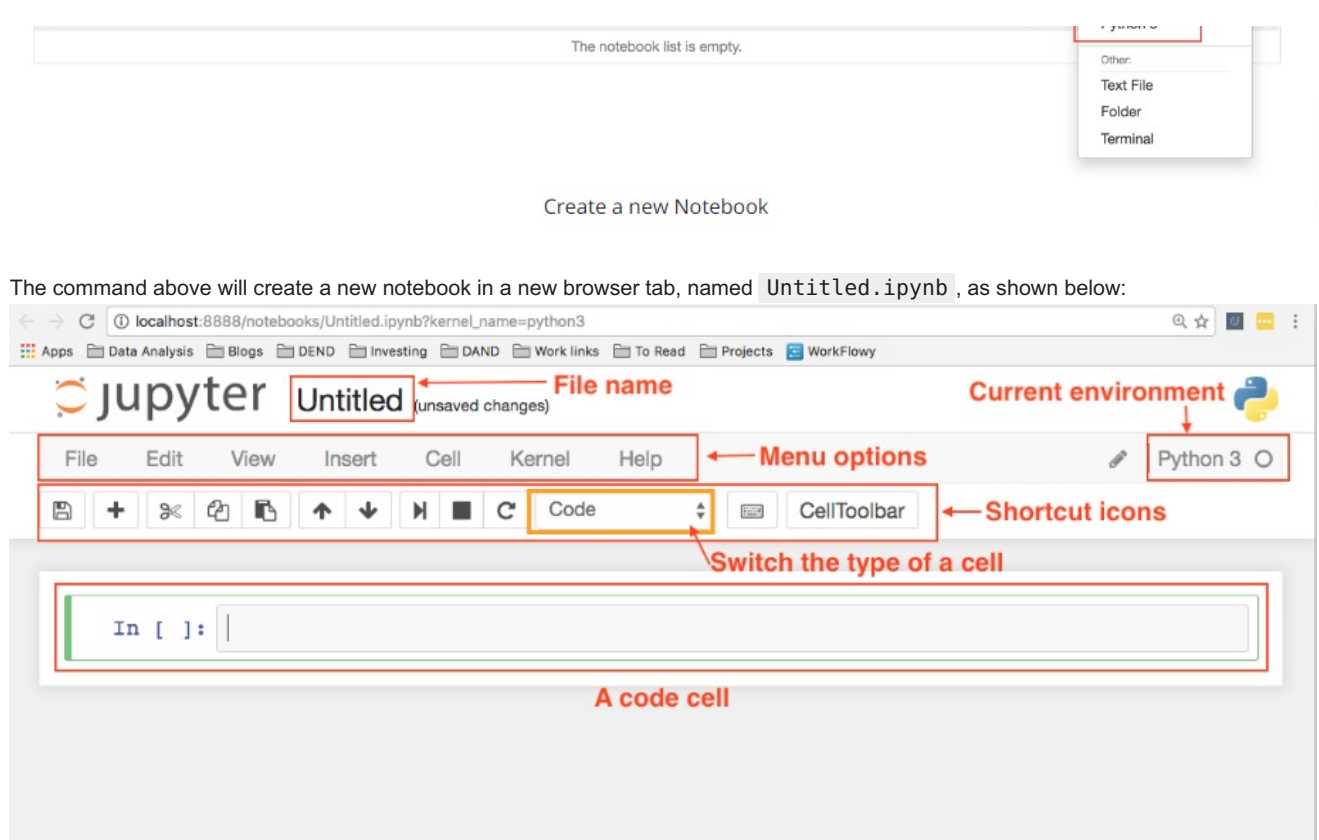 The notebook list is empty.
Other:
Text File
Folder
Terminal
Create a new Notebook
The command above will create a new notebook in a new browser tab, named Untitled.ipynb , as shown below:
localhost:8888/notebooks/Untitled.ipynb?kernel_name=python3
Apps Data Analysis Blogs DEND Investing DAND Work links To Read Projects WorkFlowy
jupyter Untitled (unsaved changes) File name Current environment
File Edit View Insert Cell Kernel Help Menu options Python 3
Code CellToolbar Shortcut icons
Switch the type of a cell
In [ ]:
A code cell